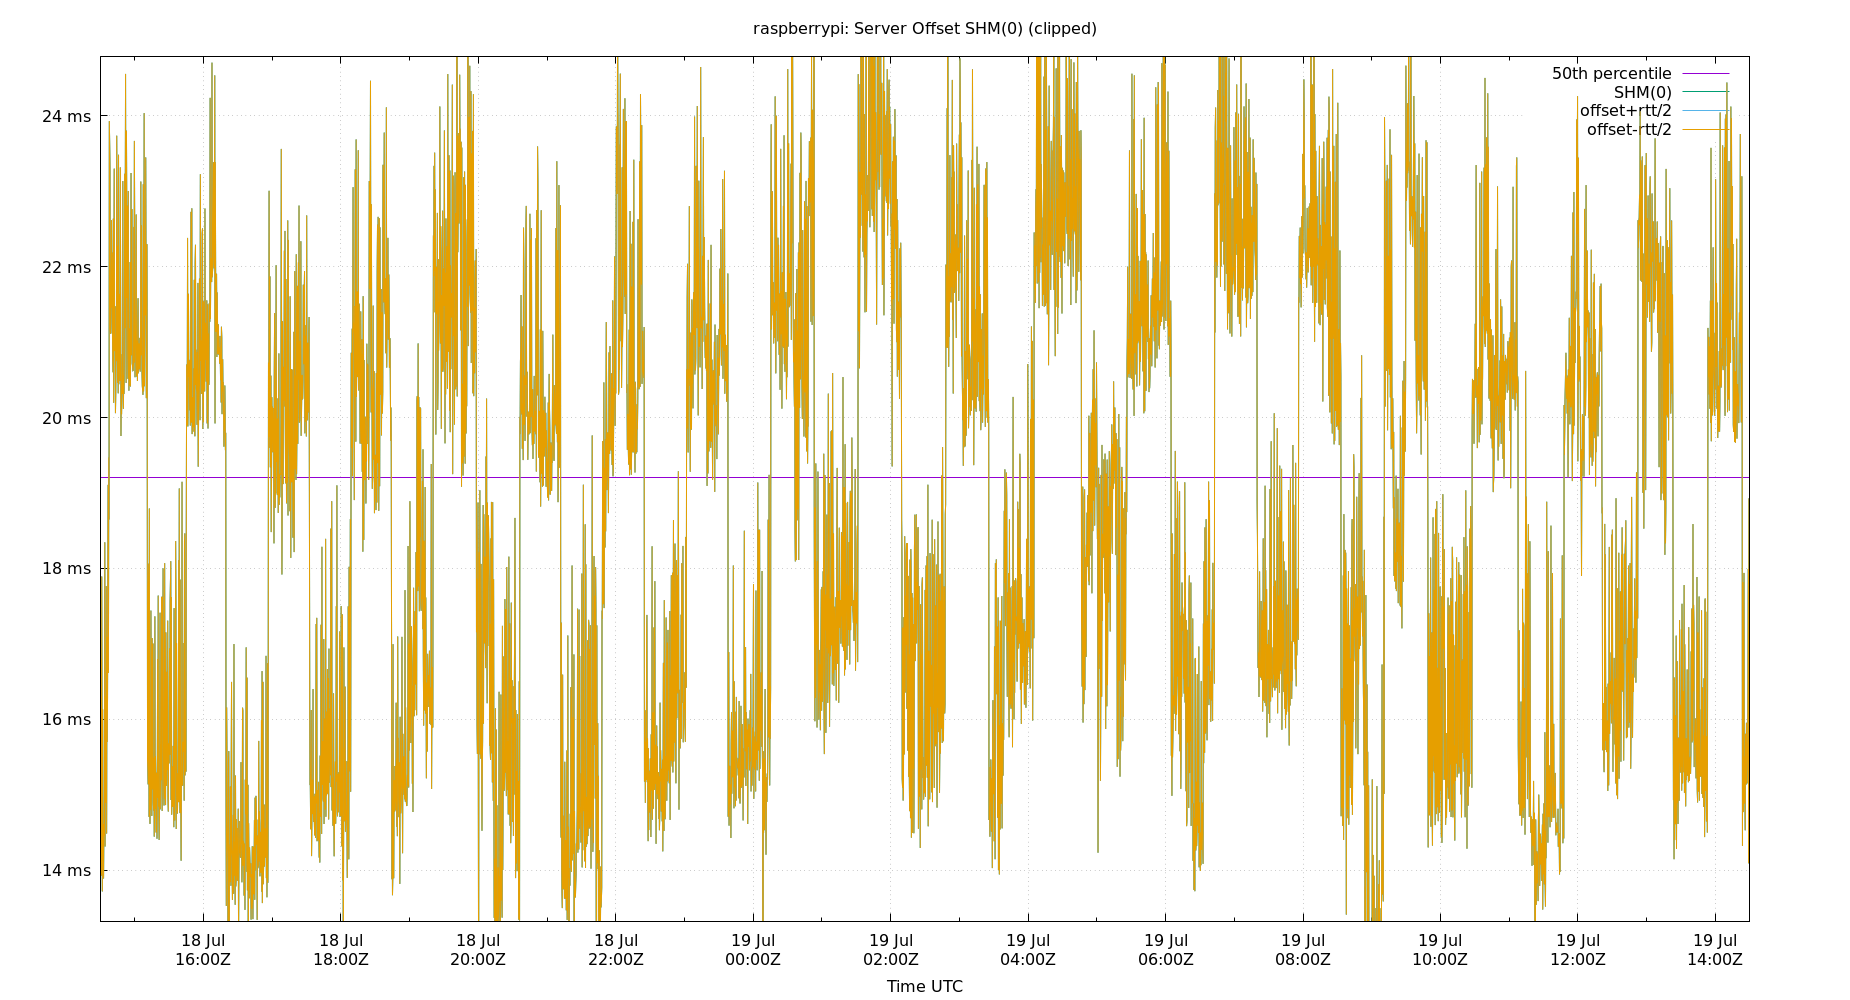 raspberrypi: Server Offset SHM(0) (clipped)
50th percentile
SHM(0)
offset+rtt/2
offset-rtt/2
24 ms
22 ms
20 ms
18 ms
16 ms
14 ms
18 Jul 18 Jul 18 Jul 18 Jul 19 Jul 19 Jul 19 Jul 19 Jul 19 Jul 19 Jul 19 Jul 19 Jul
16:00Z 18:00Z 20:00Z 22:00Z 00:00Z 02:00Z 04:00Z 06:00Z 08:00Z 10:00Z 12:00Z 14:00Z
Time UTC